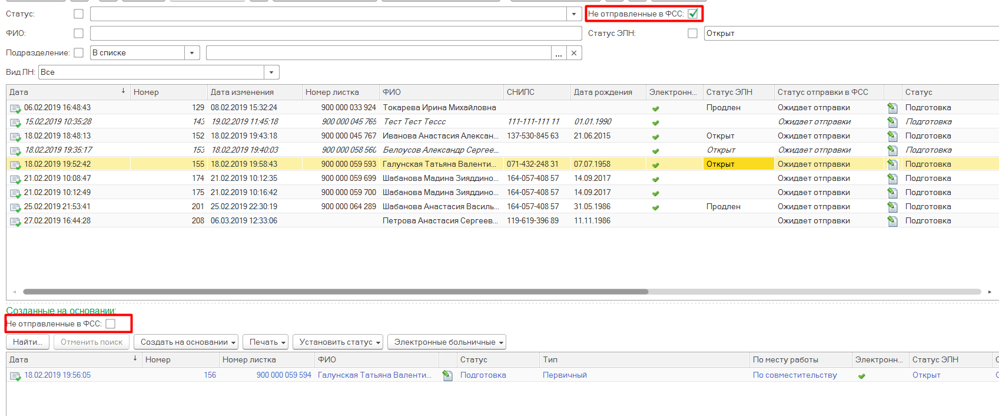 Статус: Не отправленные в ФСС:
ФИО: Статус ЭЛН: Открыт
Подразделение: В списке ... ×
Вид ЛН: Все
Дата ↓ Номер Дата изменения Номер листка ФИО СНИЛС Дата рождения Электронн... Статус ЭЛН Статус отправки в ФСС Статус
06.02.2019 16:48:43 129 08.02.2019 15:32:24 900 000 033 924 Токарева Ирина Михайловна Продлен Ожидает отправки Подготовка
15.02.2019 10:35:28 143 19.02.2019 11:45:18 900 000 045 765 Тест Тест Тессс 111-111-111 11 01.01.1990 Ожидает отправки Подготовка
18.02.2019 18:48:13 152 18.02.2019 19:43:18 900 000 045 767 Иванова Анастасия Алексан... 137-530-845 63 21.06.2015 Открыт Ожидает отправки Подготовка
18.02.2019 19:35:17 153 18.02.2019 19:40:03 900 000 058 560 Белоусов Александр Сергее... Открыт Ожидает отправки Подготовка
18.02.2019 19:52:42 155 18.02.2019 19:58:43 900 000 059 593 Галунская Татьяна Валенти... 071-432-248 31 07.07.1958 Открыт Ожидает отправки Подготовка
21.02.2019 10:08:47 174 21.02.2019 10:12:35 900 000 059 699 Шабанова Мадина Зияддино... 164-057-408 57 14.09.2017 Ожидает отправки Подготовка
21.02.2019 10:12:49 175 21.02.2019 10:16:42 900 000 059 700 Шабанова Мадина Зияддино... 164-057-408 57 14.09.2017 Ожидает отправки Подготовка
25.02.2019 21:53:41 201 25.02.2019 22:30:19 900 000 064 289 Шабанова Анастасия Василь... 164-057-408 57 31.05.1986 Продлен Ожидает отправки Подготовка
27.02.2019 16:44:28 208 06.03.2019 12:33:06 Петрова Анастасия Сергеев... 119-619-396 89 11.11.1986 Ожидает отправки Подготовка
Созданные на основании:
Не отправленные в ФСС:
Найти... Отменить поиск Создать на основании Печать Установить статус Электронные больничные
Дата ↓ Номер Номер листка ФИО Статус Тип По месту работы Электронн... Статус ЭЛН
18.02.2019 19:56:05 156 900 000 059 594 Галунская Татьяна Валенти... Подготовка Первичный По совместительству Открыт